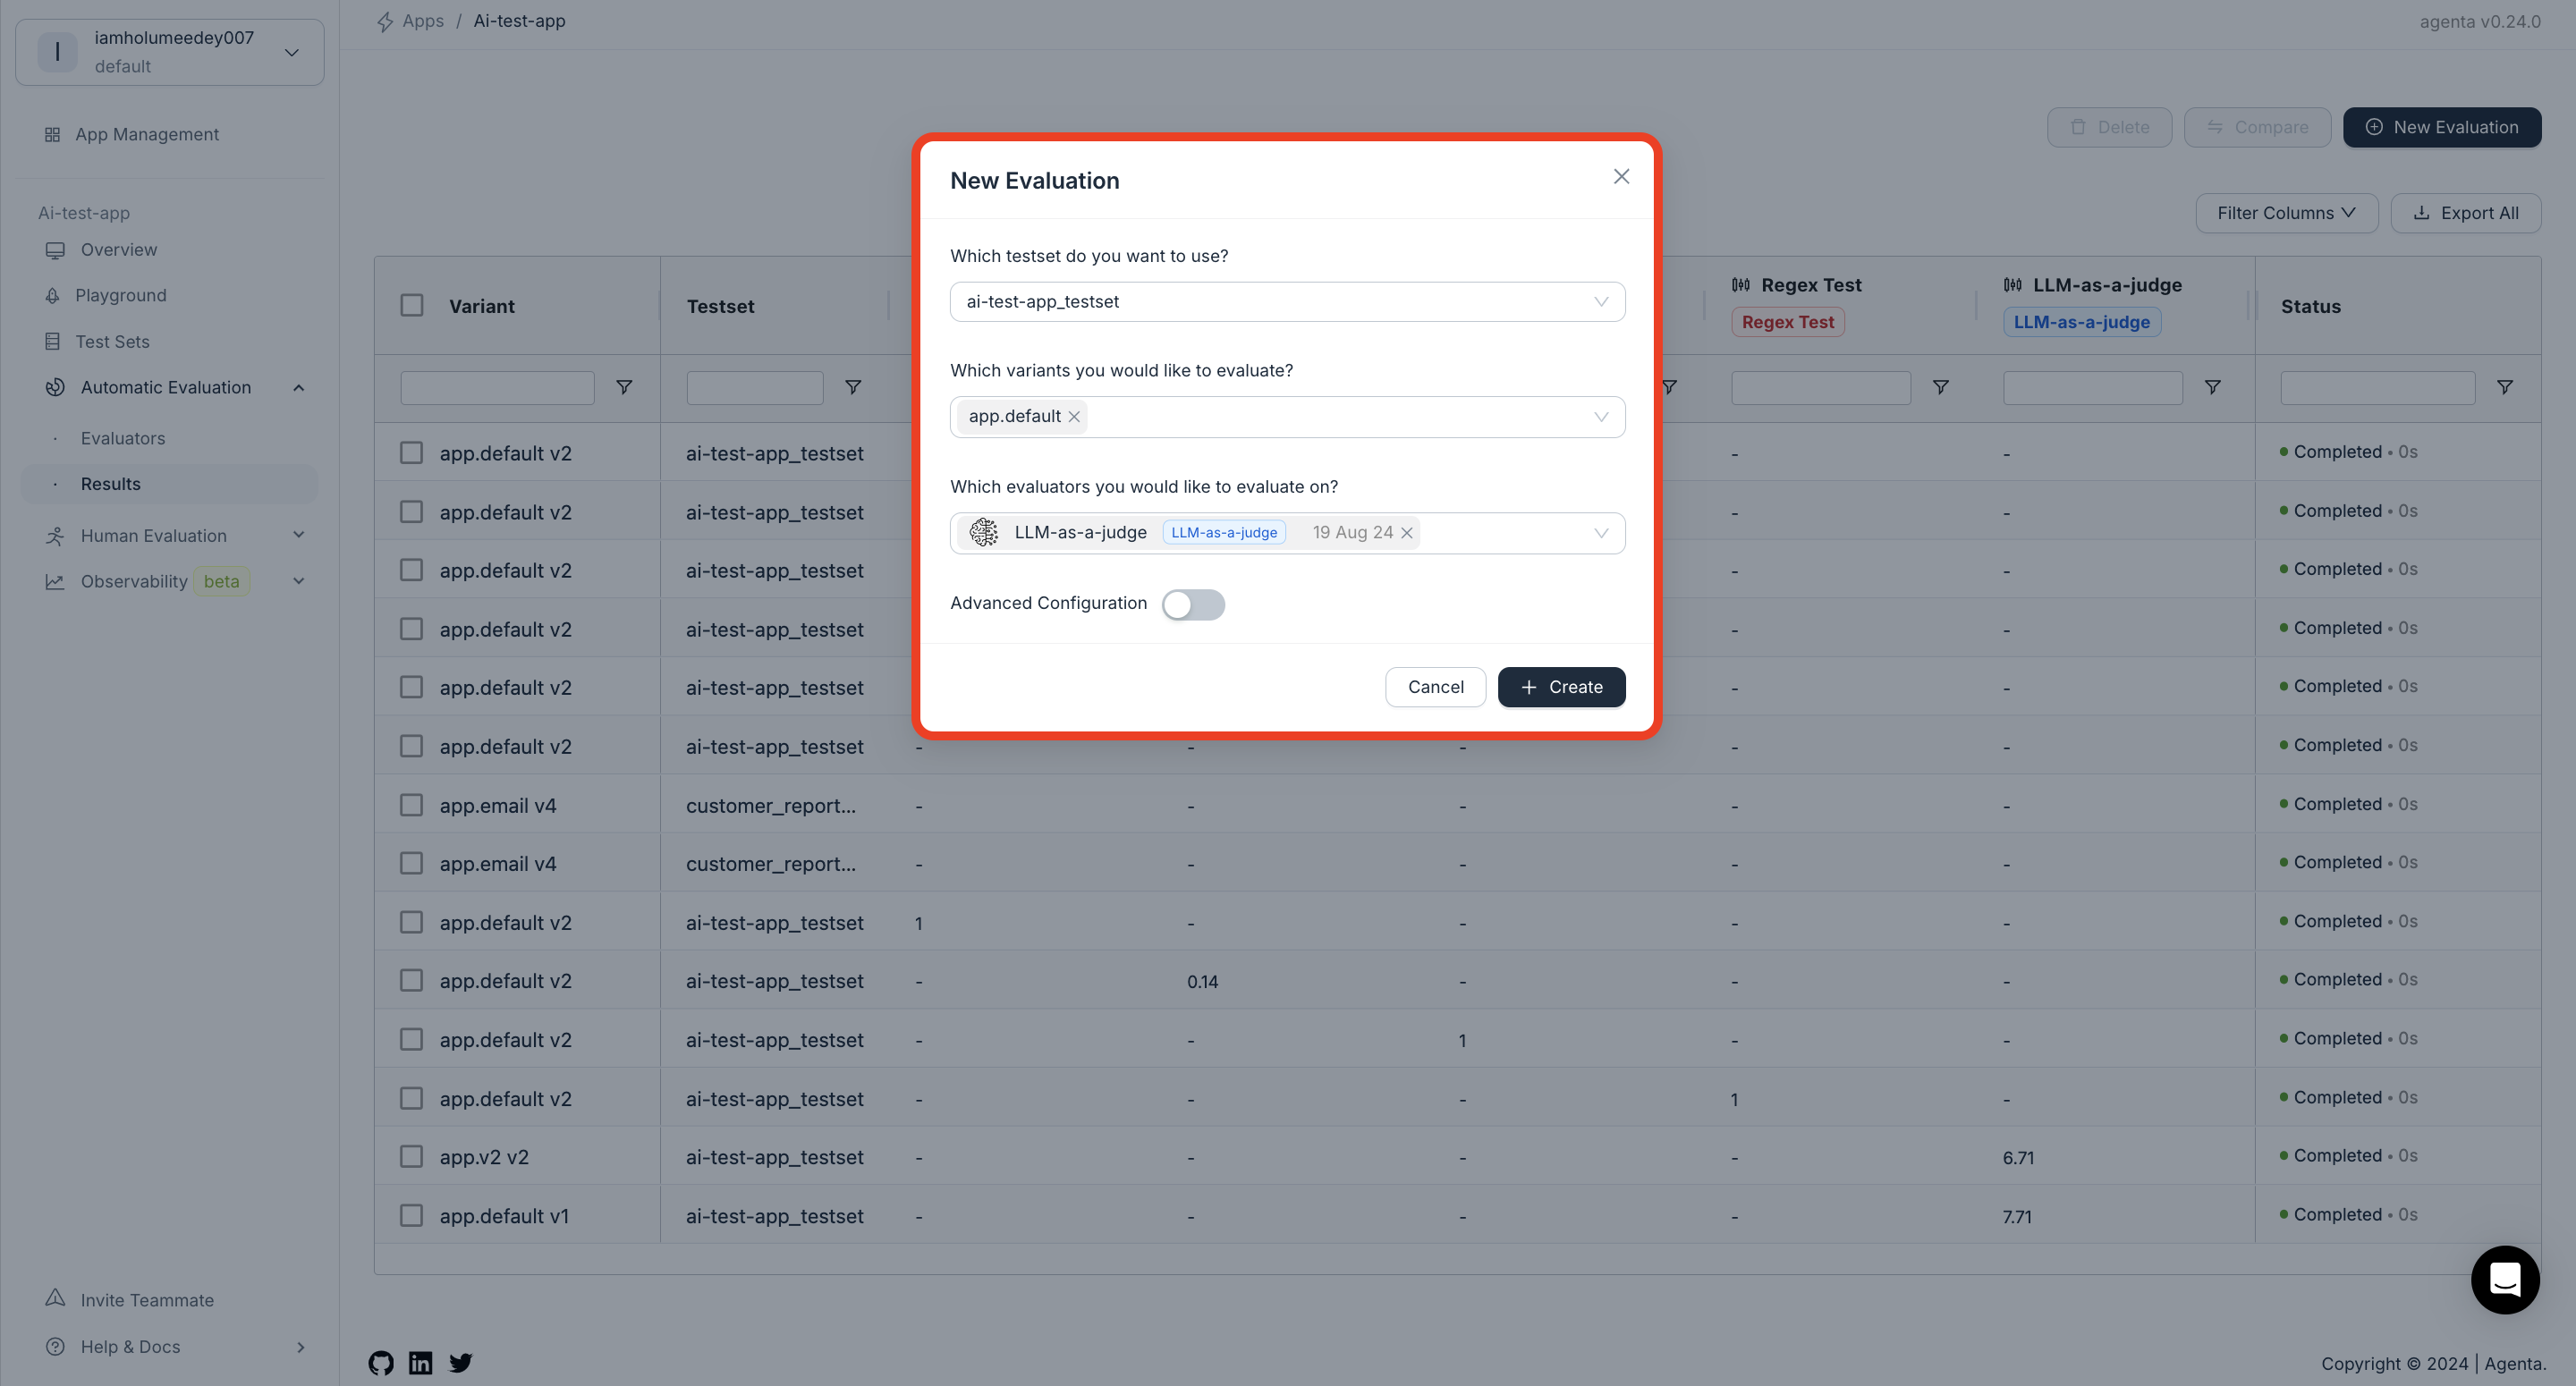 I
iamholumeedey007
default
Apps / Ai-test-app
agenta v0.24.0
App Management
Ai-test-app
Overview
Playground
Test Sets
Automatic Evaluation
· Evaluators
· Results
Human Evaluation
Observability beta
Invite Teammate
Help & Docs
Delete
Compare
New Evaluation
Filter Columns
Export All
Variant Testset Regex Test LLM-as-a-judge Status
Regex Test LLM-as-a-judge
New Evaluation
Which testset do you want to use?
ai-test-app_testset
Which variants you would like to evaluate?
app.default
Which evaluators you would like to evaluate on?
LLM-as-a-judge LLM-as-a-judge 19 Aug 24
Advanced Configuration
Cancel
Create
app.default v2 ai-test-app_testset - - Completed • 0s
app.default v2 ai-test-app_testset - - Completed • 0s
app.default v2 ai-test-app_testset - - Completed • 0s
app.default v2 ai-test-app_testset - - Completed • 0s
app.default v2 ai-test-app_testset - - Completed • 0s
app.default v2 ai-test-app_testset - - - - - Completed • 0s
app.email v4 customer_report... - - - - - Completed • 0s
app.email v4 customer_report... - - - - - Completed • 0s
app.default v2 ai-test-app_testset 1 - - - - Completed • 0s
app.default v2 ai-test-app_testset - 0.14 - - - Completed • 0s
app.default v2 ai-test-app_testset - - 1 - - Completed • 0s
app.default v2 ai-test-app_testset - - - 1 - Completed • 0s
app.v2 v2 ai-test-app_testset - - - - 6.71 Completed • 0s
app.default v1 ai-test-app_testset - - - - 7.71 Completed • 0s
in
Copyright © 2024 | Agenta.